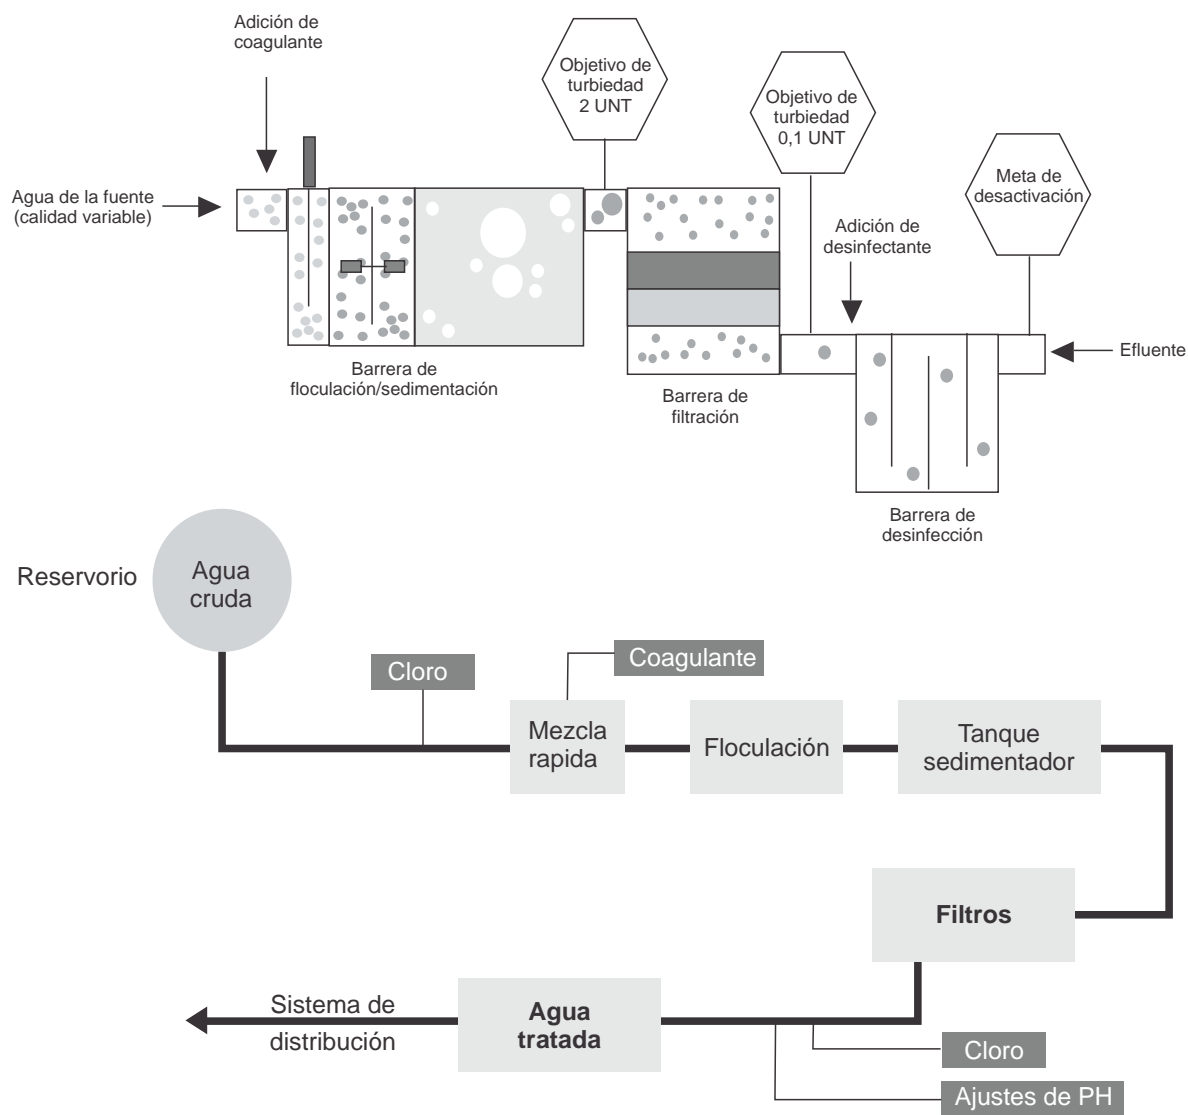 Adición de
coagulante
Objetivo de
turbiedad
2 UNT
Objetivo de
turbiedad
0,1 UNT
Meta de
desactivación
Agua de la fuente
(calidad variable)
Adición de
desinfectante
Efluente
Barrera de
floculación/sedimentación
Barrera de
filtración
Barrera de
desinfección
Reservorio
Agua
cruda
Cloro
Coagulante
Mezcla
rapida
Floculación
Tanque
sedimentador
Filtros
Sistema de
distribución
Agua
tratada
Cloro
Ajustes de PH